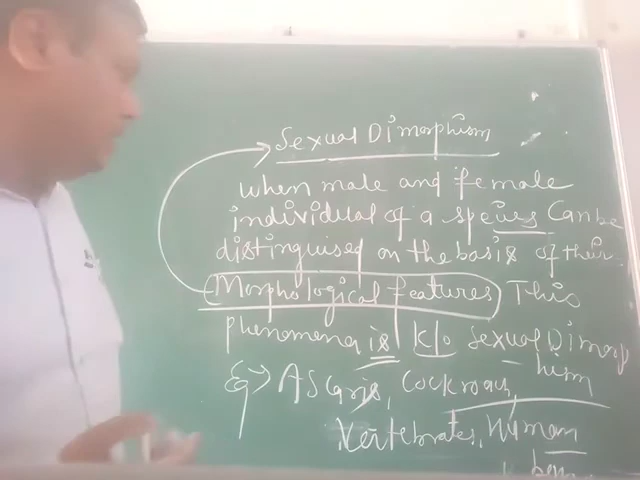 Sexual Dimorphism
when male and female
individual of a species Can be
distinguised on the basis of their
Morphological features This
phenomena is K/o Sexual Dimorp
hism
Eg > AScaris, Cockroach,
Vertebrates, Human